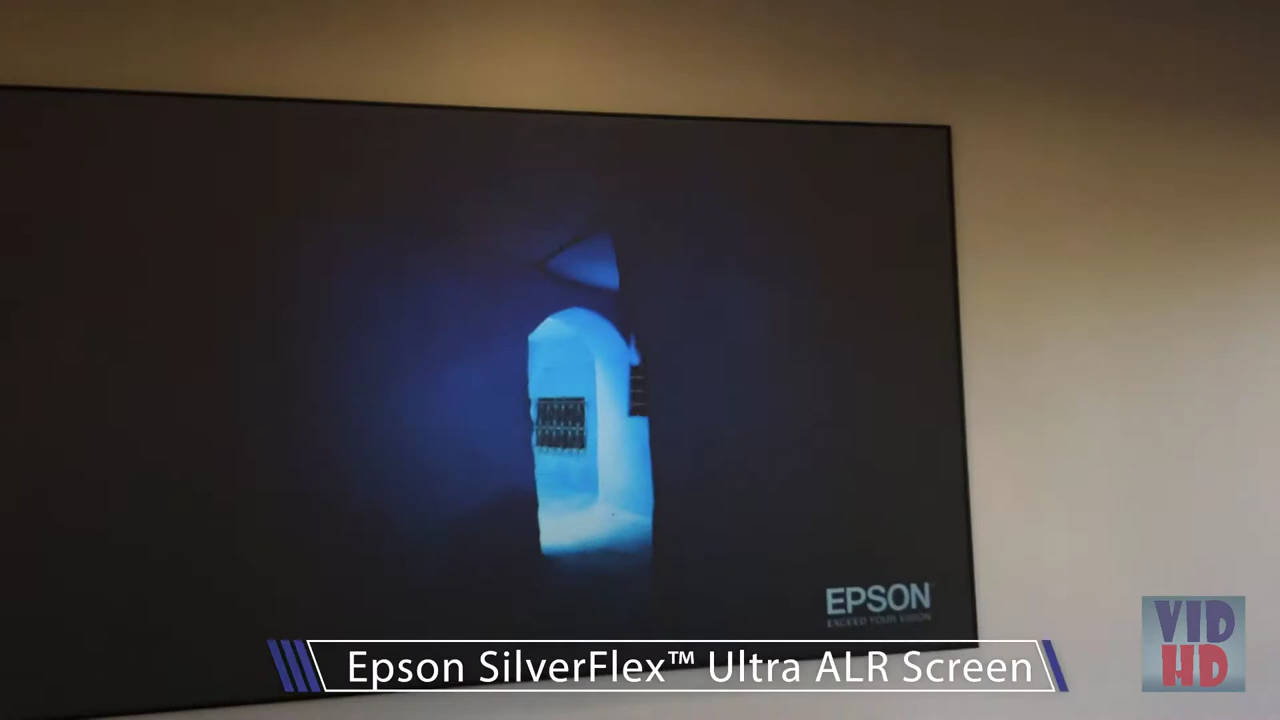 EPSON
EXCEED YOUR VISION
Epson SilverFlex™ Ultra ALR Screen
VID
HD